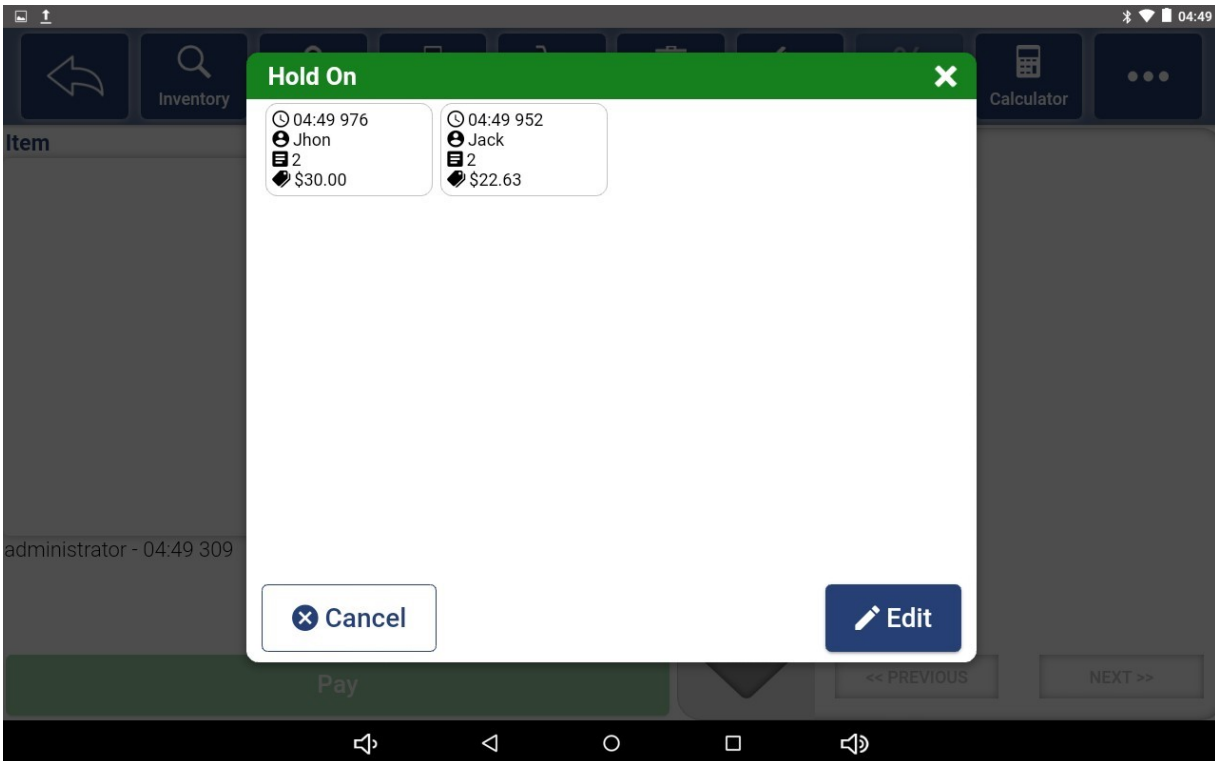 04:49
Inventory
Calculator
Hold On
04:49 976
Jhon
2
$30.00
04:49 952
Jack
2
$22.63
Item
administrator - 04:49 309
Cancel
Edit
Pay
<< PREVIOUS
NEXT >>